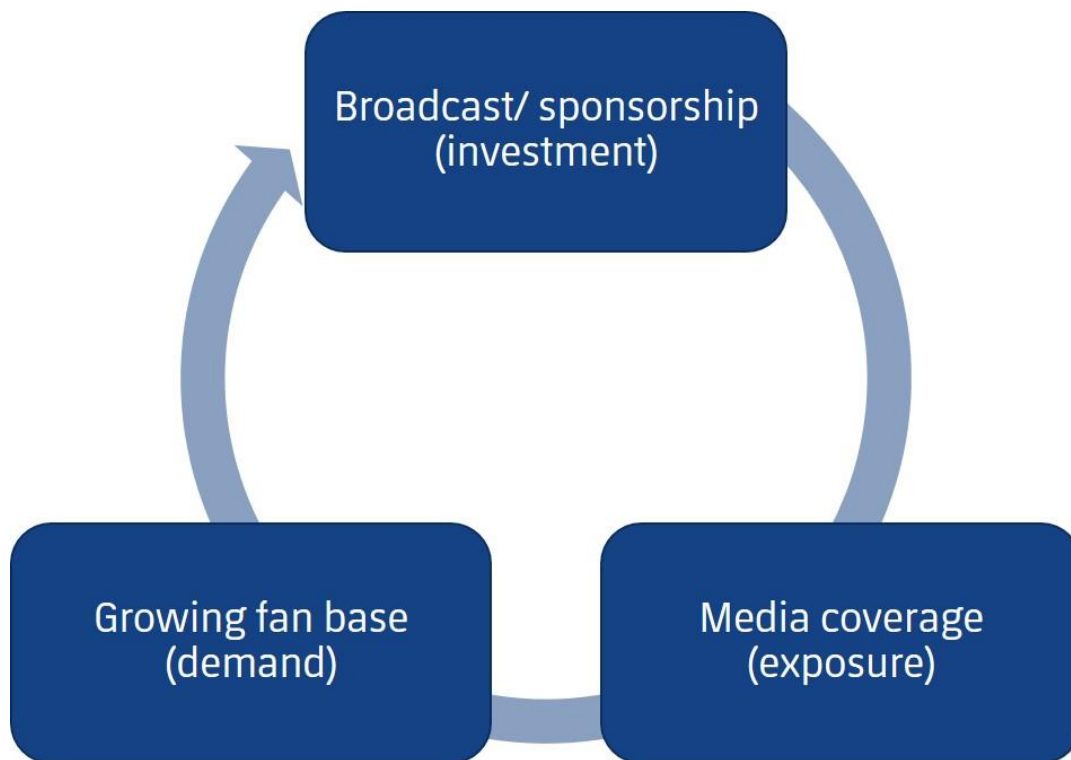 Broadcast/ sponsorship
(investment)
Growing fan base
(demand)
Media coverage
(exposure)